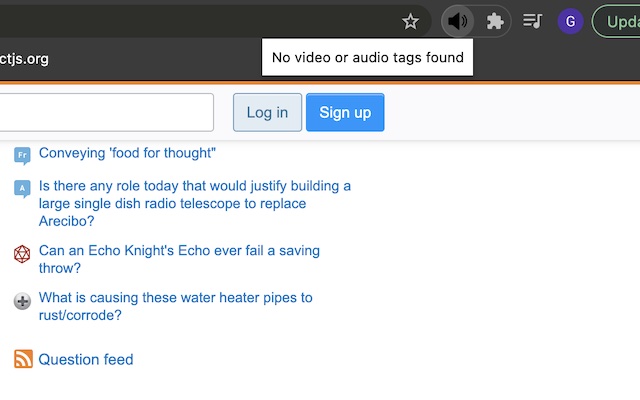 G
Upda
ctjs.org
No video or audio tags found
Log in
Sign up
Fr
Conveying 'food for thought"
A
Is there any role today that would justify building a
large single dish radio telescope to replace
Arecibo?
Can an Echo Knight's Echo ever fail a saving
throw?
What is causing these water heater pipes to
rust/corrode?
Question feed